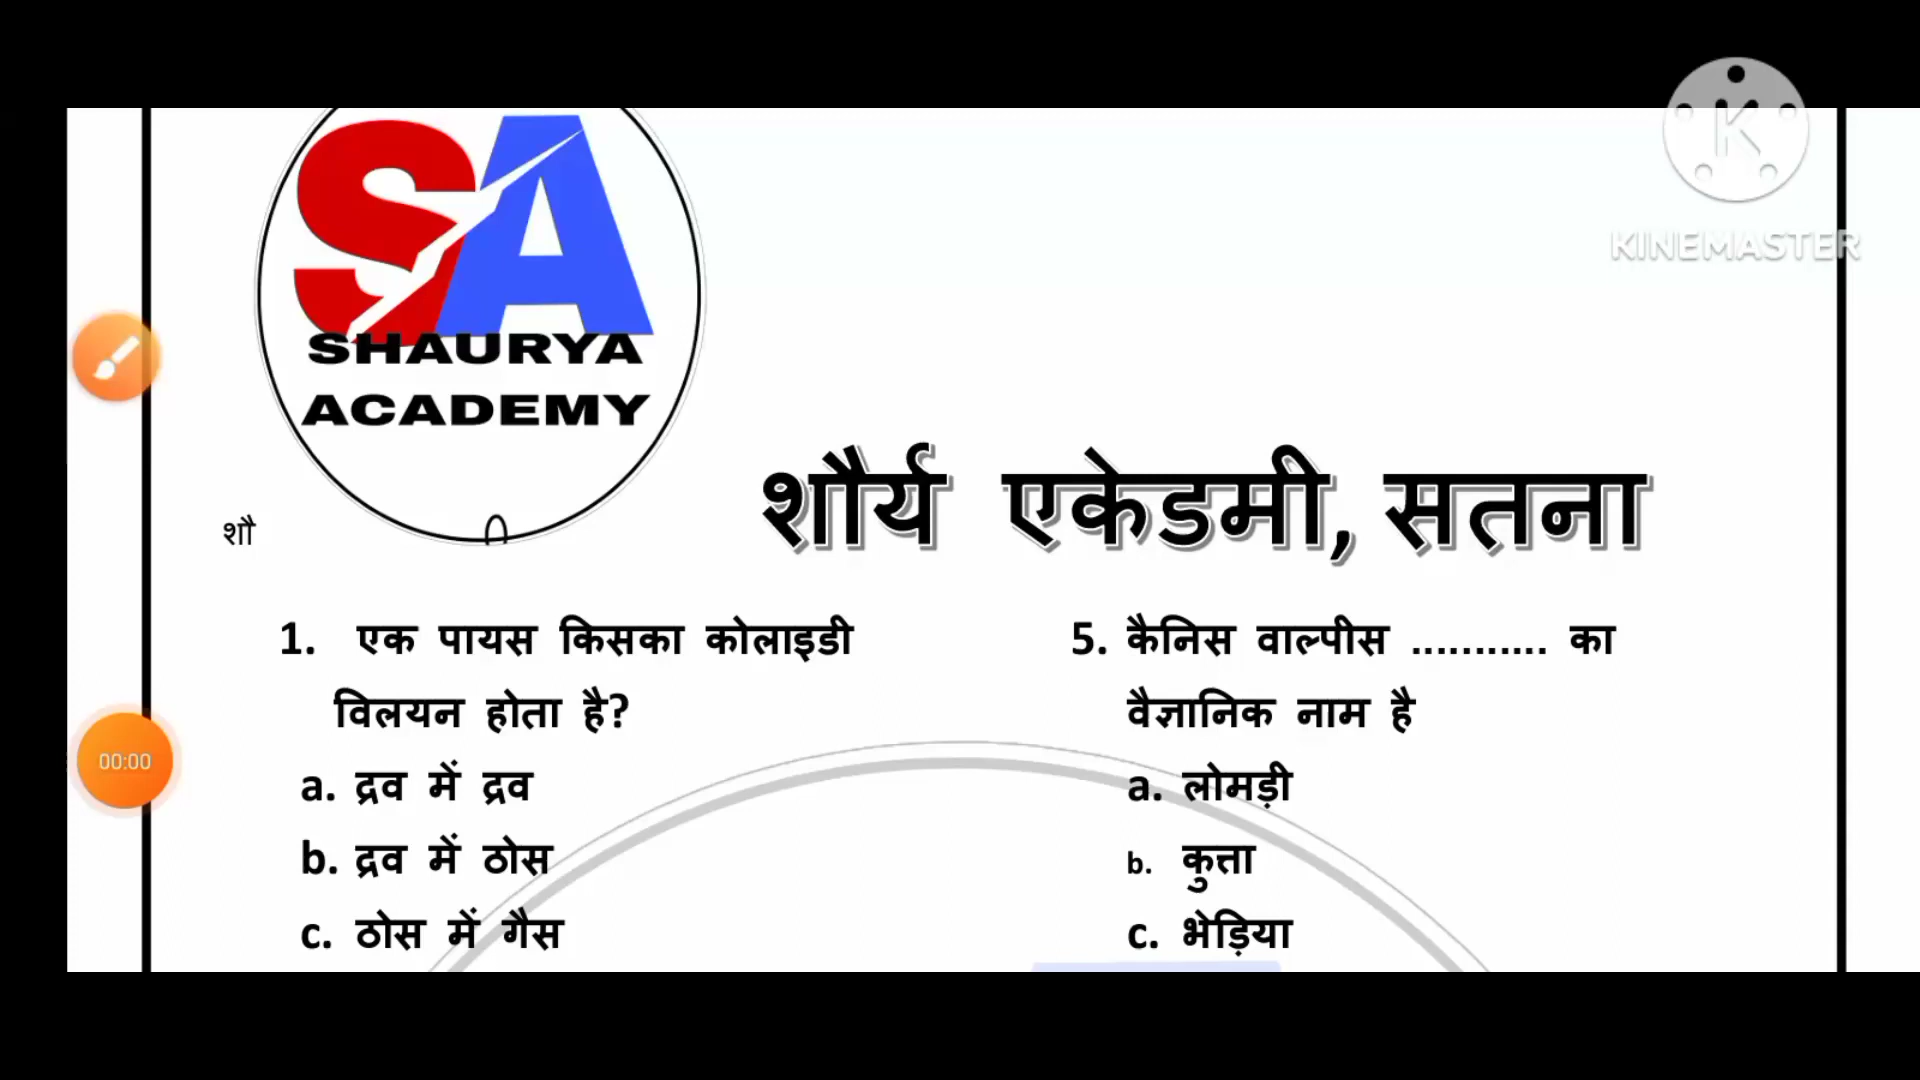 KINEMASTER
SA
SHAURYA
ACADEMY
शौ
शौर्य एकेडमी, सतना
1. एक पायस किसका कोलाइडी
विलयन होता है?
a. द्रव में द्रव
b. द्रव में ठोस
c. ठोस में गैस
5. कैनिस वाल्पीस ........... का
वैज्ञानिक नाम है
a. लोमड़ी
b. कुत्ता
c. भेड़िया
00:00